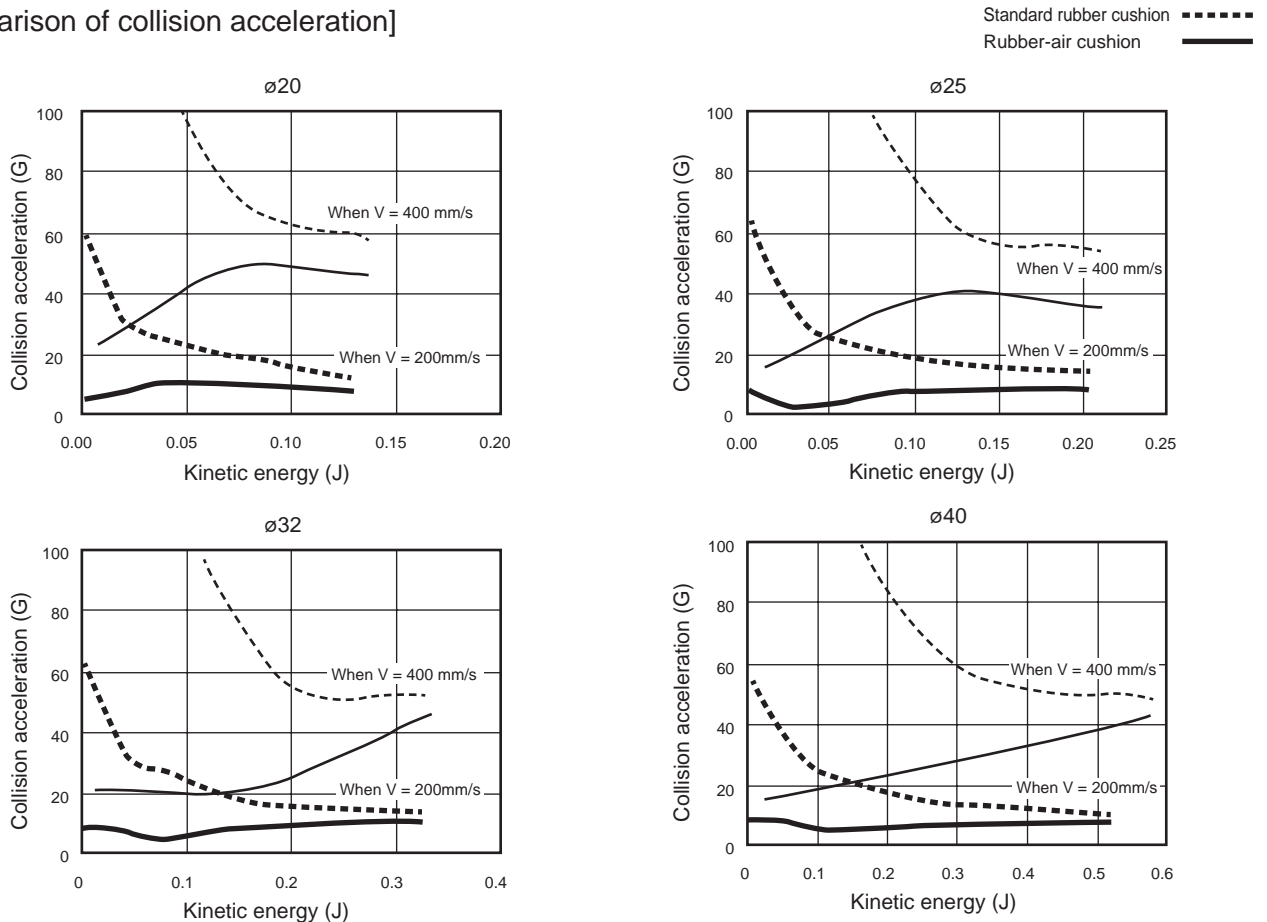 arison of collision acceleration]
Standard rubber cushion
Rubber-air cushion
ø20
100
80
60
40
20
0
Collision acceleration (G)
When V = 400 mm/s
When V = 200mm/s
0.00 0.05 0.10 0.15 0.20
Kinetic energy (J)
ø25
100
80
60
40
20
0
Collision acceleration (G)
When V = 400 mm/s
When V = 200mm/s
0.00 0.05 0.10 0.15 0.20 0.25
Kinetic energy (J)
ø32
100
80
60
40
20
0
Collision acceleration (G)
When V = 400 mm/s
When V = 200mm/s
0 0.1 0.2 0.3 0.4
Kinetic energy (J)
ø40
100
80
60
40
20
0
Collision acceleration (G)
When V = 400 mm/s
When V = 200mm/s
0 0.1 0.2 0.3 0.4 0.5 0.6
Kinetic energy (J)